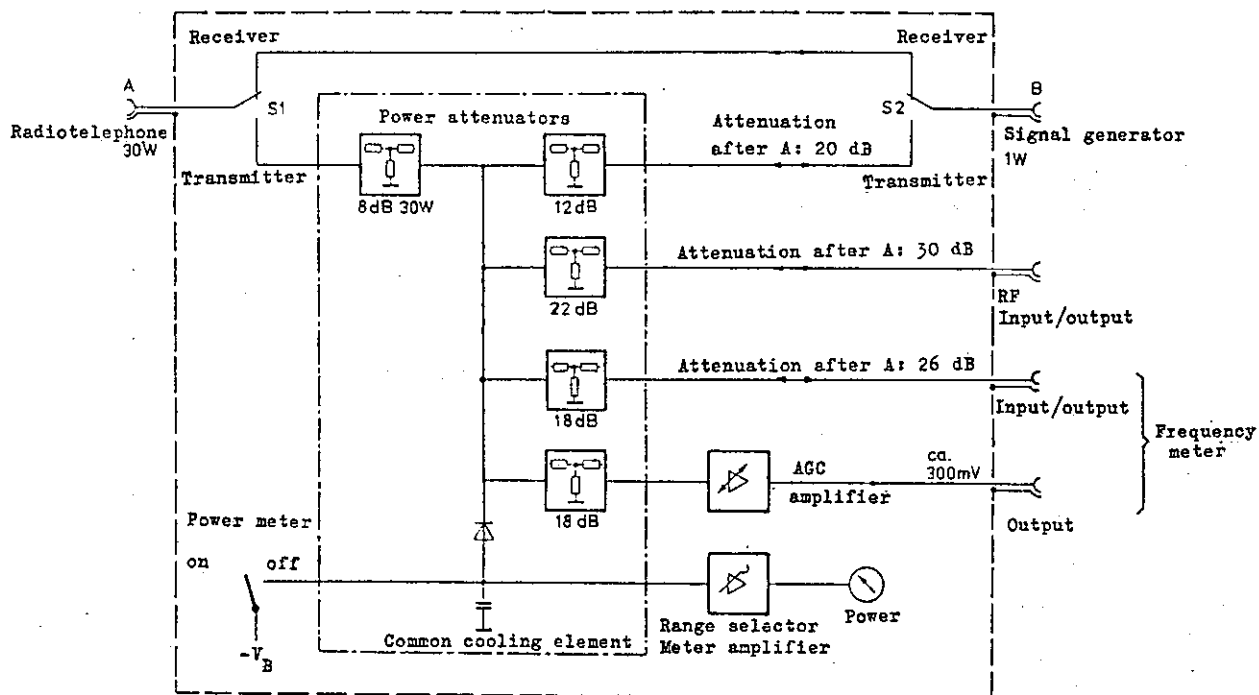 Receiver
Receiver
A
S1
Power attenuators
S2
B
Radiotelephone
30W
Attenuation
after A: 20 dB
Signal generator
1W
Transmitter
8dB 30W
12dB
Transmitter
Attenuation after A: 30 dB
22dB
RF
Input/output
Attenuation after A: 26 dB
18dB
Input/output
Frequency
meter
ca.
300mV
AGC
amplifier
18dB
Output
Power meter
on off
Power
Range selector
Meter amplifier
Common cooling element
-VB